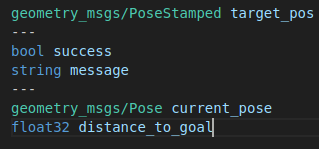 geometry_msgs/PoseStamped target_pos
---
bool success
string message
---
geometry_msgs/Pose current_pose
float32 distance_to_goal